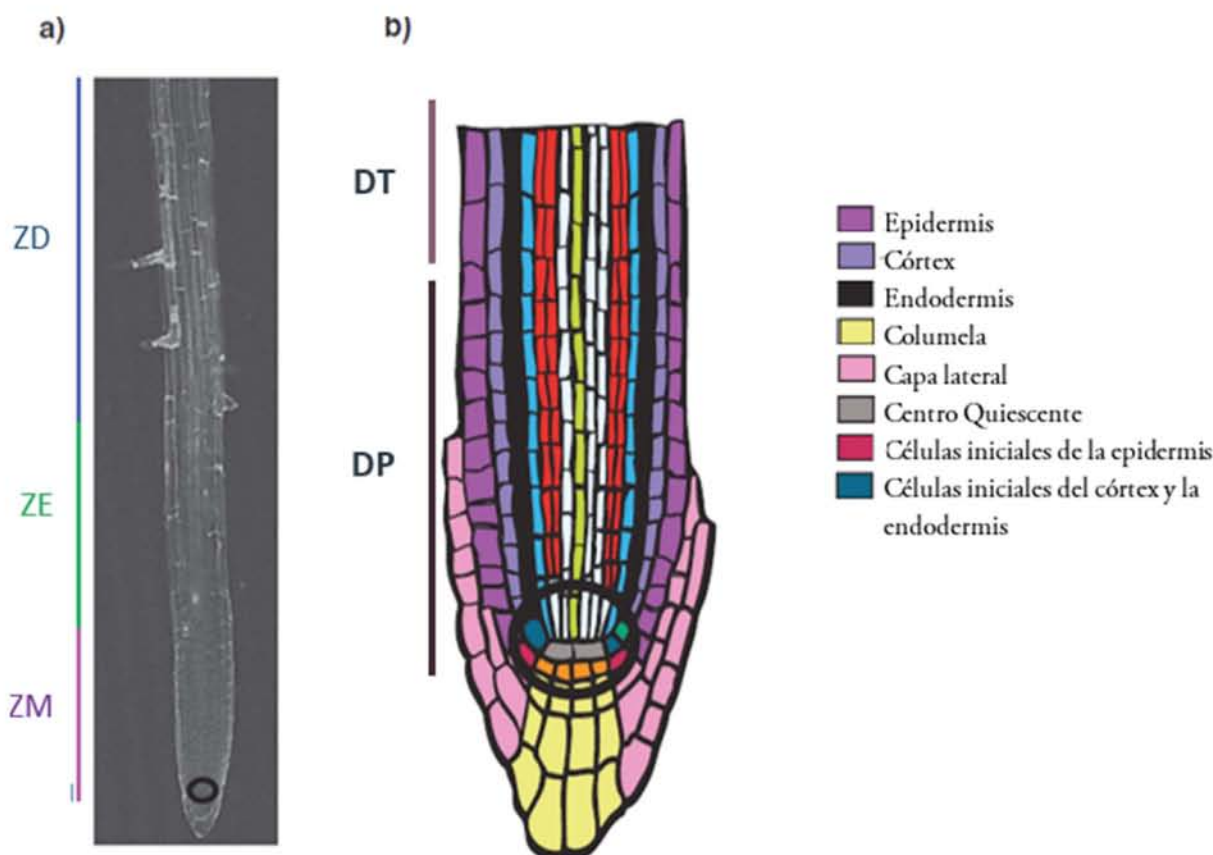 a)
ZD
ZE
ZM
b)
DT
DP
Epidermis
Córtex
Endodermis
Columela
Capa lateral
Centro Quiescente
Células iniciales de la epidermis
Células iniciales del córtex y la
endodermis